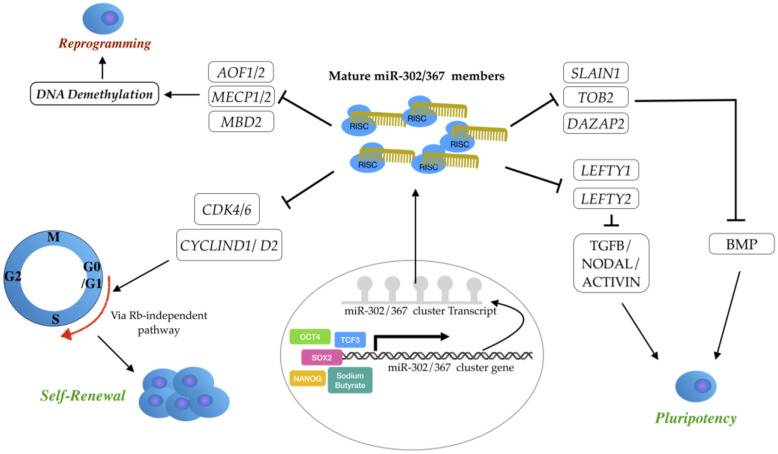 Reprogramming
DNA Demethylation
AOF1/2
MECP1/2
MBD2
Mature miR-302/367 members
RISC
RISC
RISC
RISC
RISC
SLAIN1
TOB2
DAZAP2
LEFTY1
LEFTY2
TGFB/
NODAL/
ACTIVIN
BMP
Pluripotency
CDK4/6
CYCLIND1/ D2
M
G2
G0
/G1
S
Via Rb-independent
pathway
Self-Renewal
miR-302/367 cluster Transcript
OCT4
TCF3
SOX2
NANOG
Sodium
Butyrate
miR-302/367 cluster gene